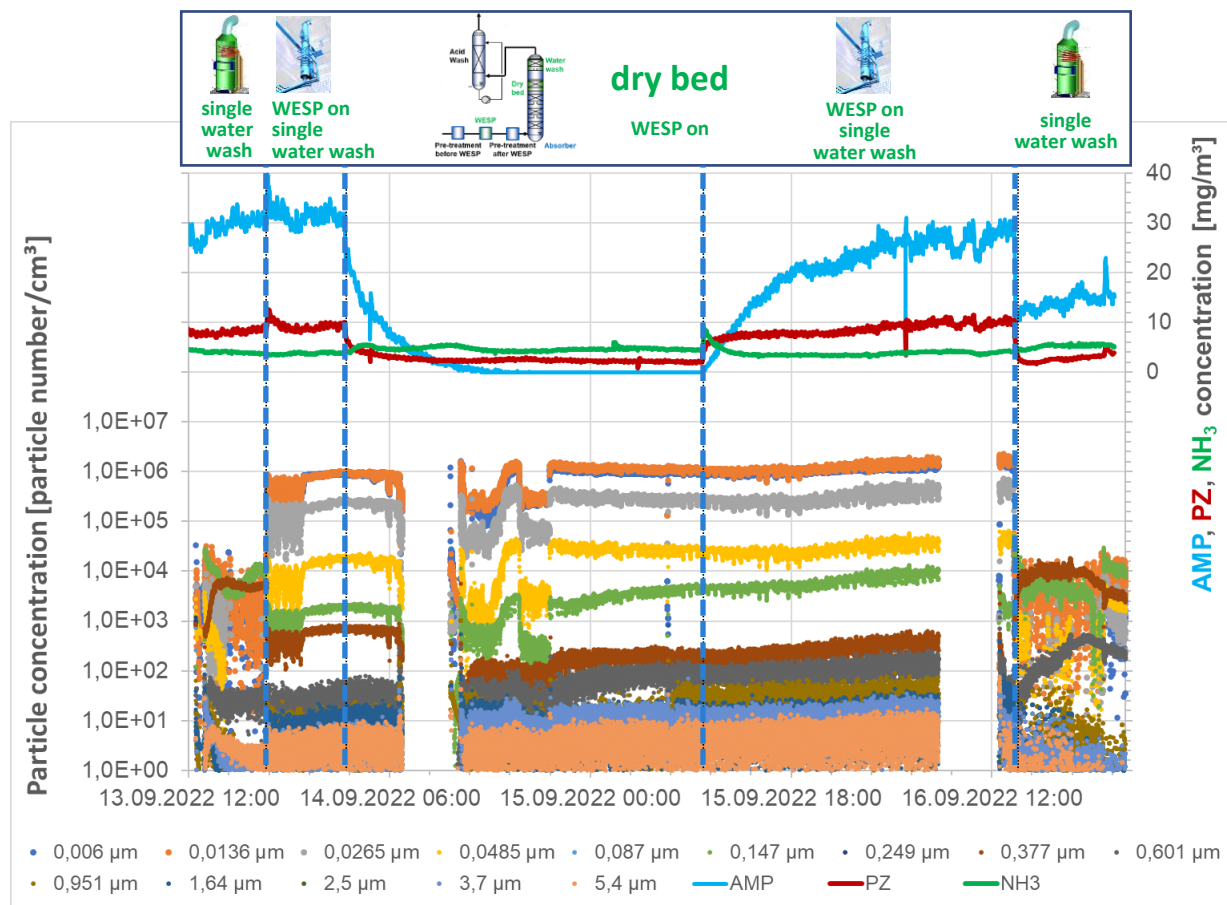 single
water
wash
WESP on
single
water wash
Acid
Wash
Water
wash
Dry
bed
WESP
Pre-treatment
before WESP
Pre-treatment
after WESP
Absorber
dry bed
WESP on
WESP on
single
water wash
single
water wash
Particle concentration [particle number/cm³]
1,0E+07
1,0E+06
1,0E+05
1,0E+04
1,0E+03
1,0E+02
1,0E+01
1,0E+00
40
30
20
10
0
AMP, PZ, NH₃ concentration [mg/m³]
13.09.2022 12:00
14.09.2022 06:00
15.09.2022 00:00
15.09.2022 18:00
16.09.2022 12:00
0,006 µm 0,0136 µm 0,0265 µm 0,0485 µm 0,087 µm 0,147 µm 0,249 µm 0,377 µm 0,601 µm
0,951 µm 1,64 µm 2,5 µm 3,7 µm 5,4 µm AMP PZ NH3